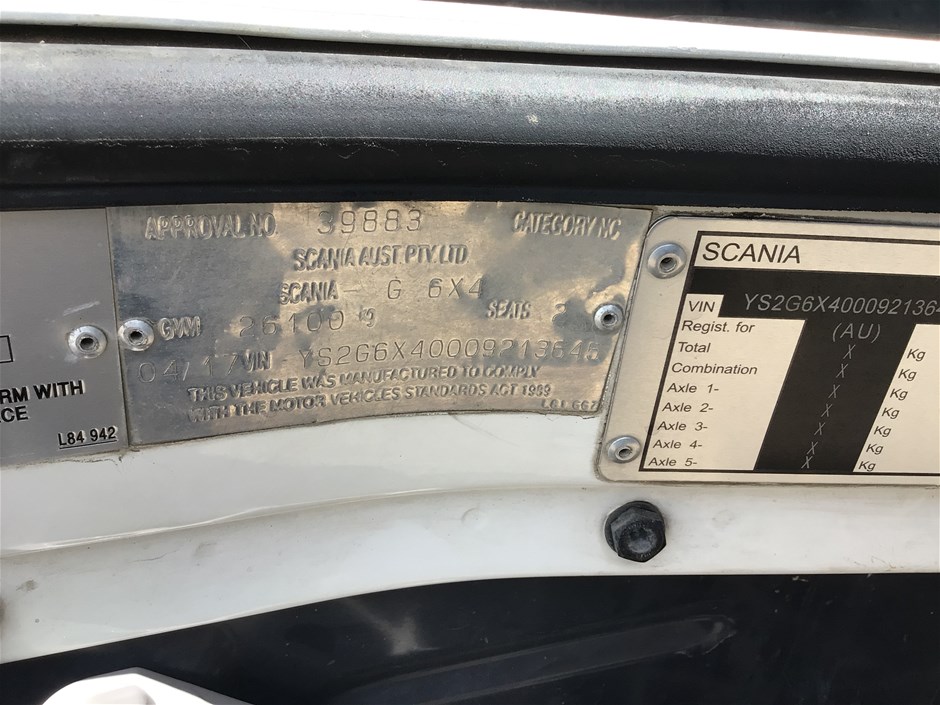 RM WITH
CE
L84 942
APPROVAL NO. 39883 CATEGORY NC
SCANIA AUST. PTY. LTD
SCANIA - G 6X4
GVM 26100 kg SEATS 2
04/17 VIN - YS2G6X40009213645
THIS VEHICLE WAS MANUFACTURED TO COMPLY
WITH THE MOTOR VEHICLES STANDARDS ACT 1989
SCANIA
VIN YS2G6X4000921364
Regist. for (AU)
Total X Kg
Combination X Kg
Axle 1- X Kg
Axle 2- X Kg
Axle 3- X Kg
Axle 4- X Kg
Axle 5- X Kg